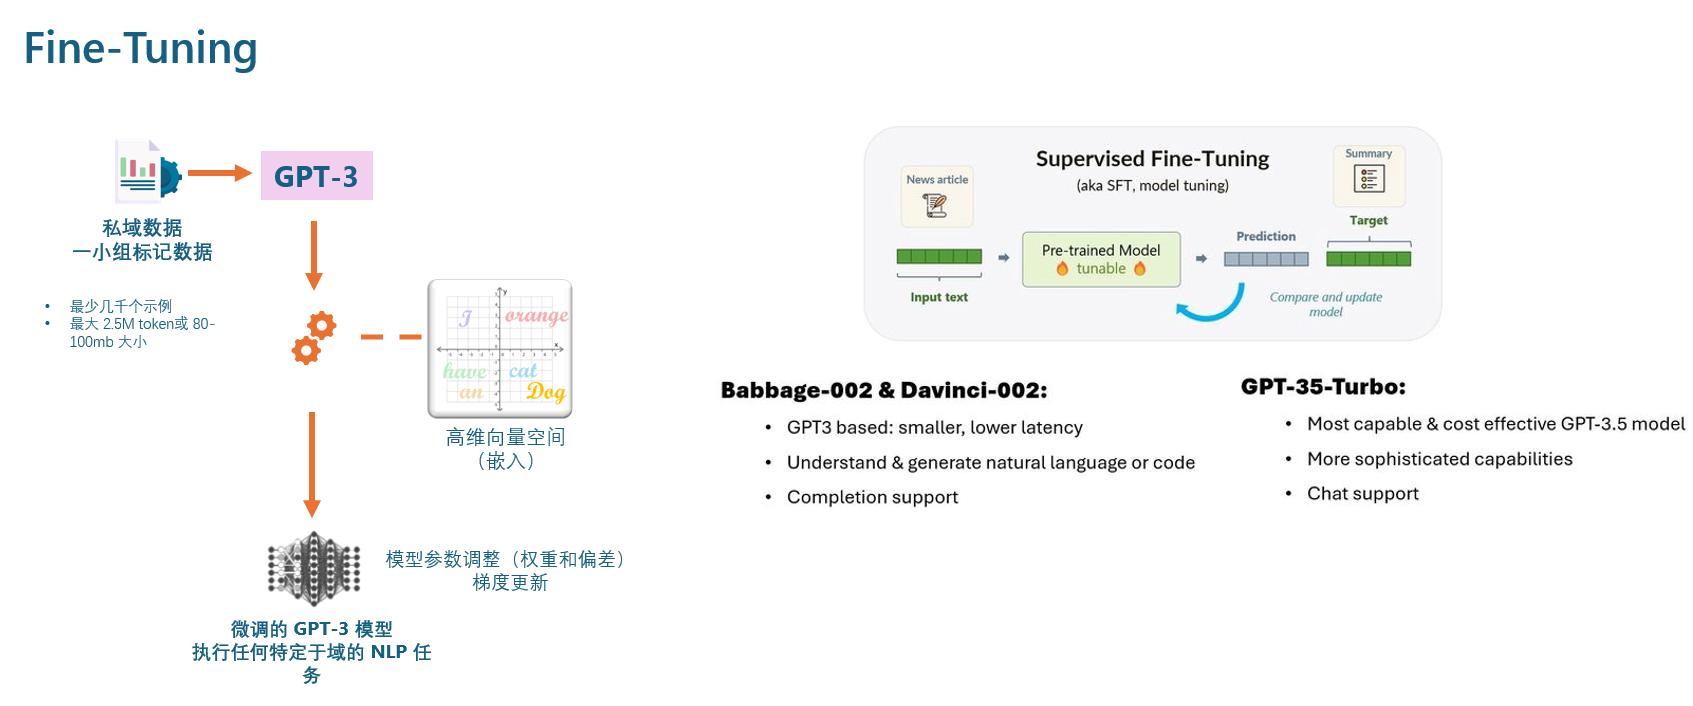 Fine-Tuning
GPT-3
私域数据
一小组标记数据
• 最少几千个示例
• 最大 2.5M token或 80-
100mb 大小
y
x
I
orange
have
cat
an
Dog
高维向量空间
（嵌入）
模型参数调整（权重和偏差）
梯度更新
微调的 GPT-3 模型
执行任何特定于域的 NLP 任
务
Supervised Fine-Tuning
(aka SFT, model tuning)
News article
Summary
Target
Pre-trained Model
tunable
Prediction
Input text
Compare and update
model
Babbage-002 & Davinci-002:
• GPT3 based: smaller, lower latency
• Understand & generate natural language or code
• Completion support
GPT-35-Turbo:
• Most capable & cost effective GPT-3.5 model
• More sophisticated capabilities
• Chat support